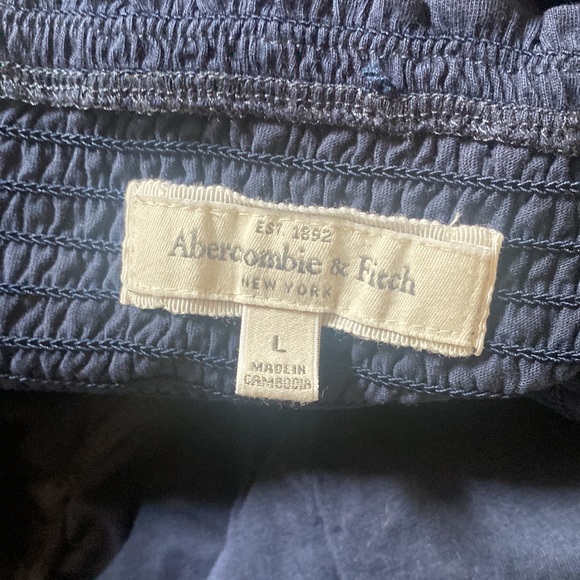 EST. 1892
Abercombie & Fitch
NEW YORK
L
MADE IN
CAMBODIA